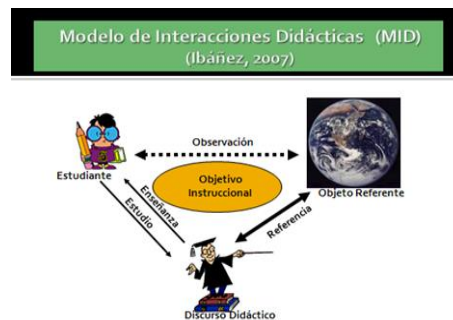 Modelo de Interacciones Didácticas (MID)
(Ibáñez, 2007)
Observación
Estudiante
Objetivo
Instruccional
Objeto Referente
Enseñanza
Estudio
Referencia
Discurso Didáctico